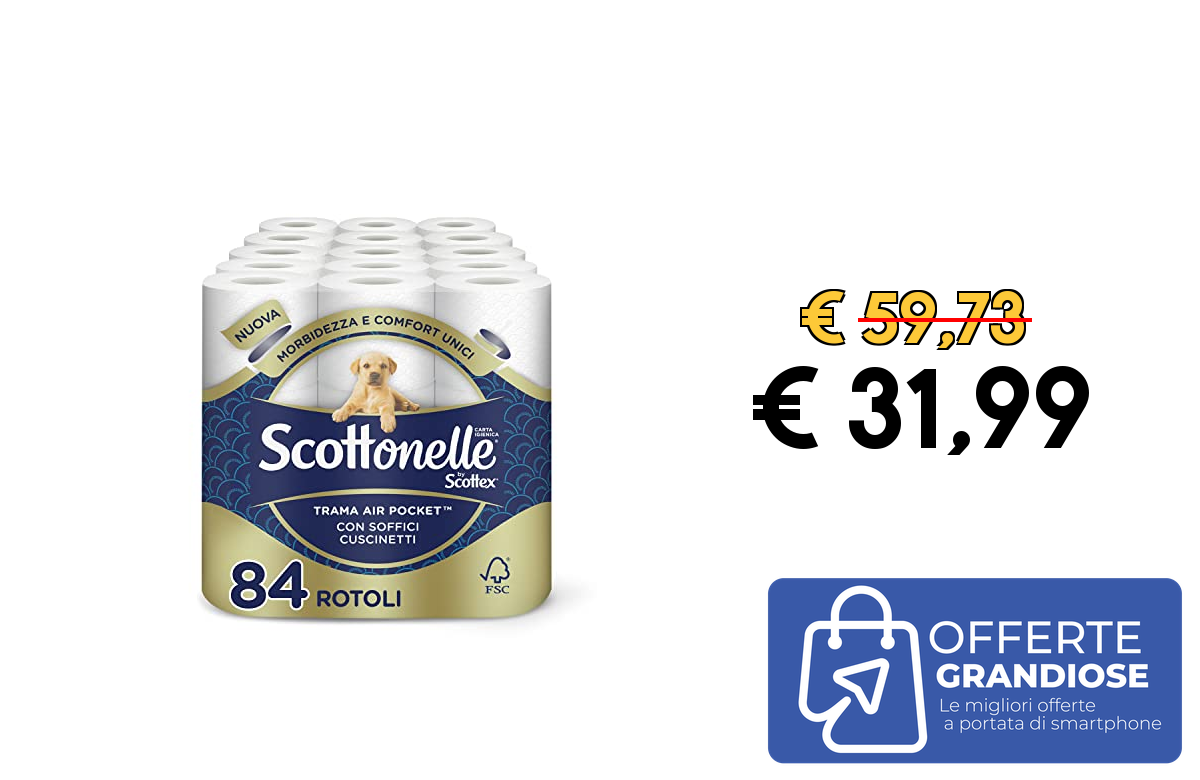 NUOVA
MORBIDEZZA E COMFORT UNICI
CARTA
IGIENICA
Scottonelle®
by
Scottex®
TRAMA AIR POCKET™
CON SOFFICI
CUSCINETTI
84 ROTOLI
FSC®
€ 59,73
€ 31,99
OFFERTE
GRANDIOSE
Le migliori offerte
a portata di smartphone